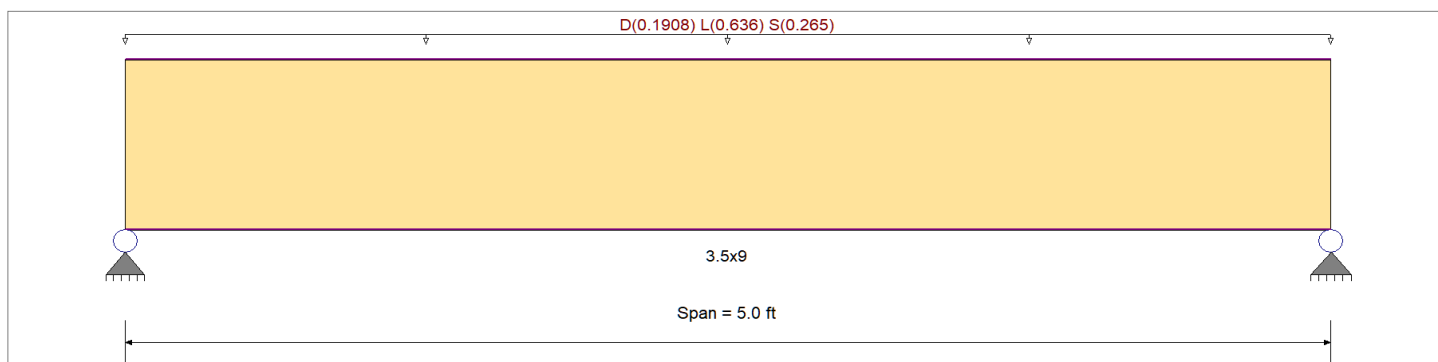 D(0.1908) L(0.636) S(0.265)
3.5x9
Span = 5.0 ft